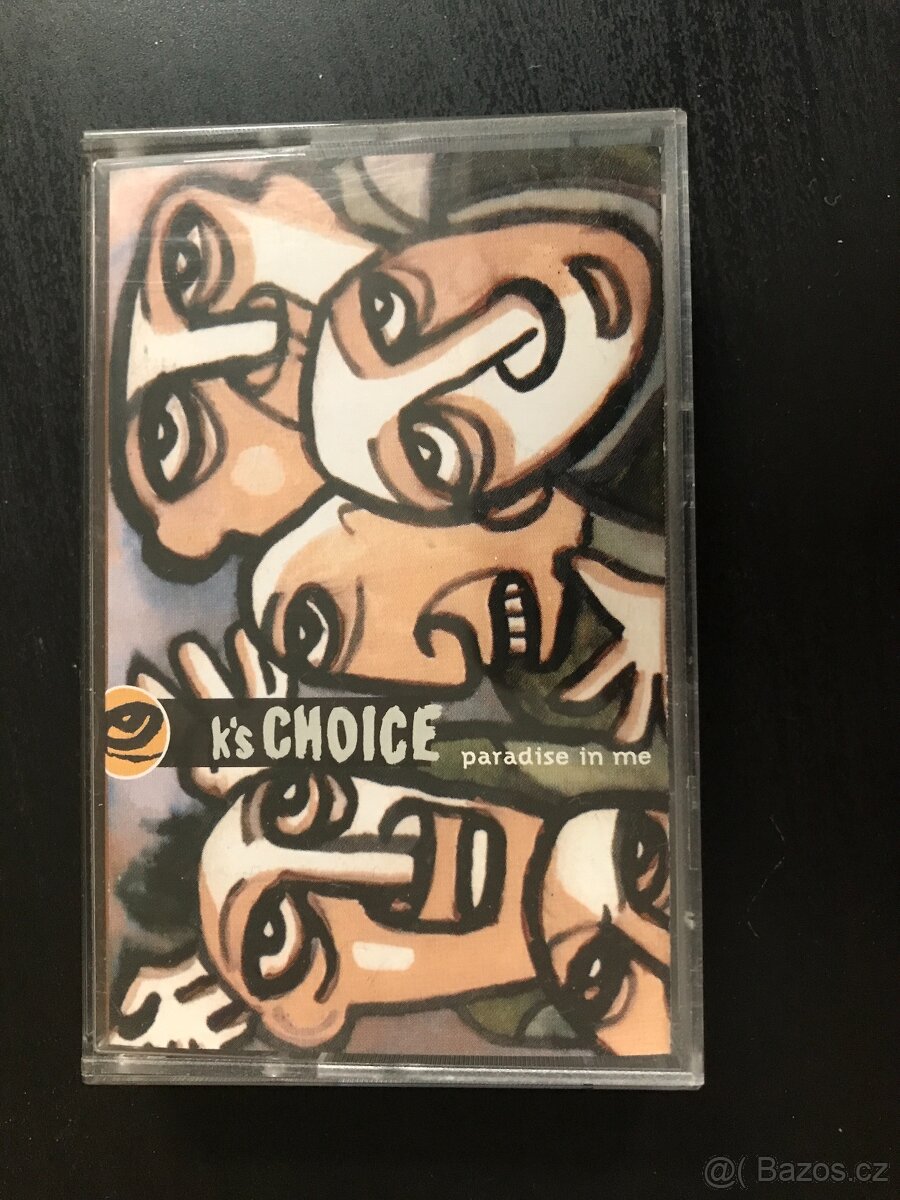 k's CHOICE
paradise in me
@( Bazos.cz